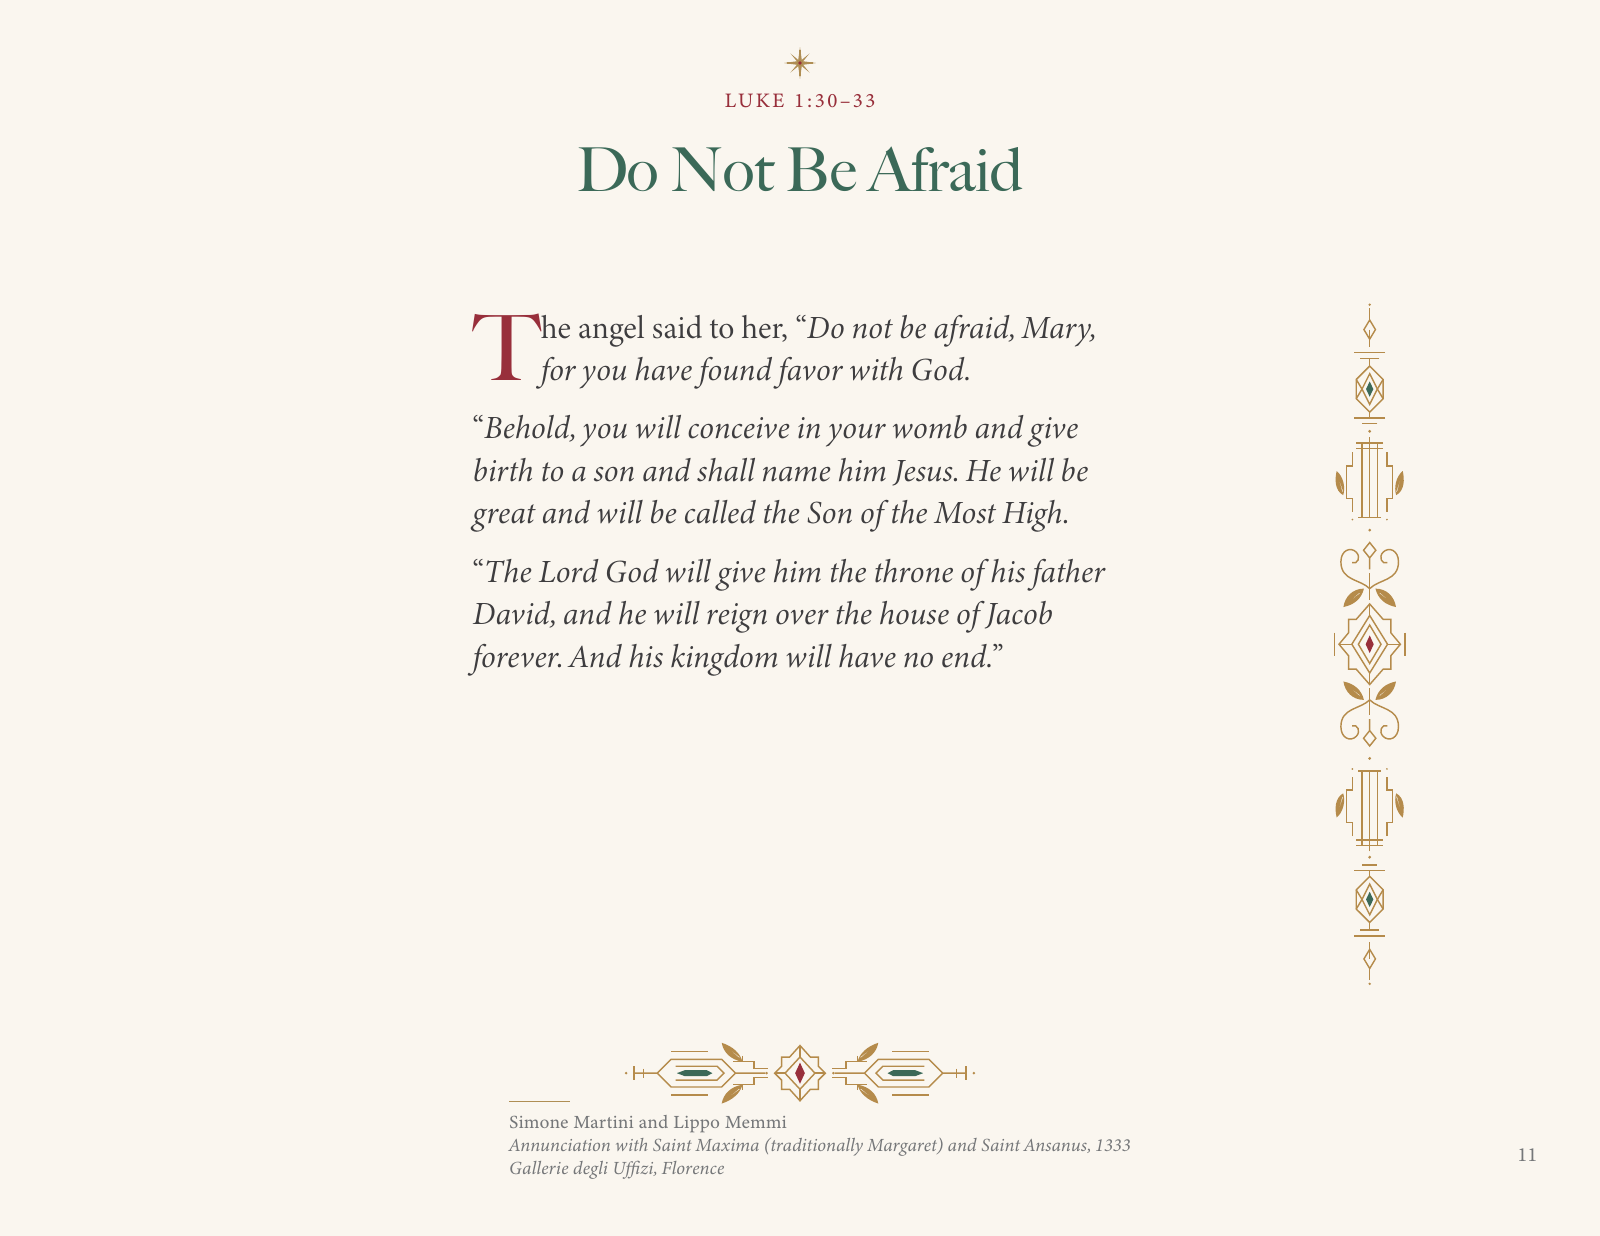 LUKE 1:30–33
Do Not Be Afraid
The angel said to her, “Do not be afraid, Mary,
for you have found favor with God.
“Behold, you will conceive in your womb and give
birth to a son and shall name him Jesus. He will be
great and will be called the Son of the Most High.
“The Lord God will give him the throne of his father
David, and he will reign over the house of Jacob
forever. And his kingdom will have no end.”
Simone Martini and Lippo Memmi
Annunciation with Saint Maxima (traditionally Margaret) and Saint Ansanus, 1333
Gallerie degli Uffizi, Florence
11